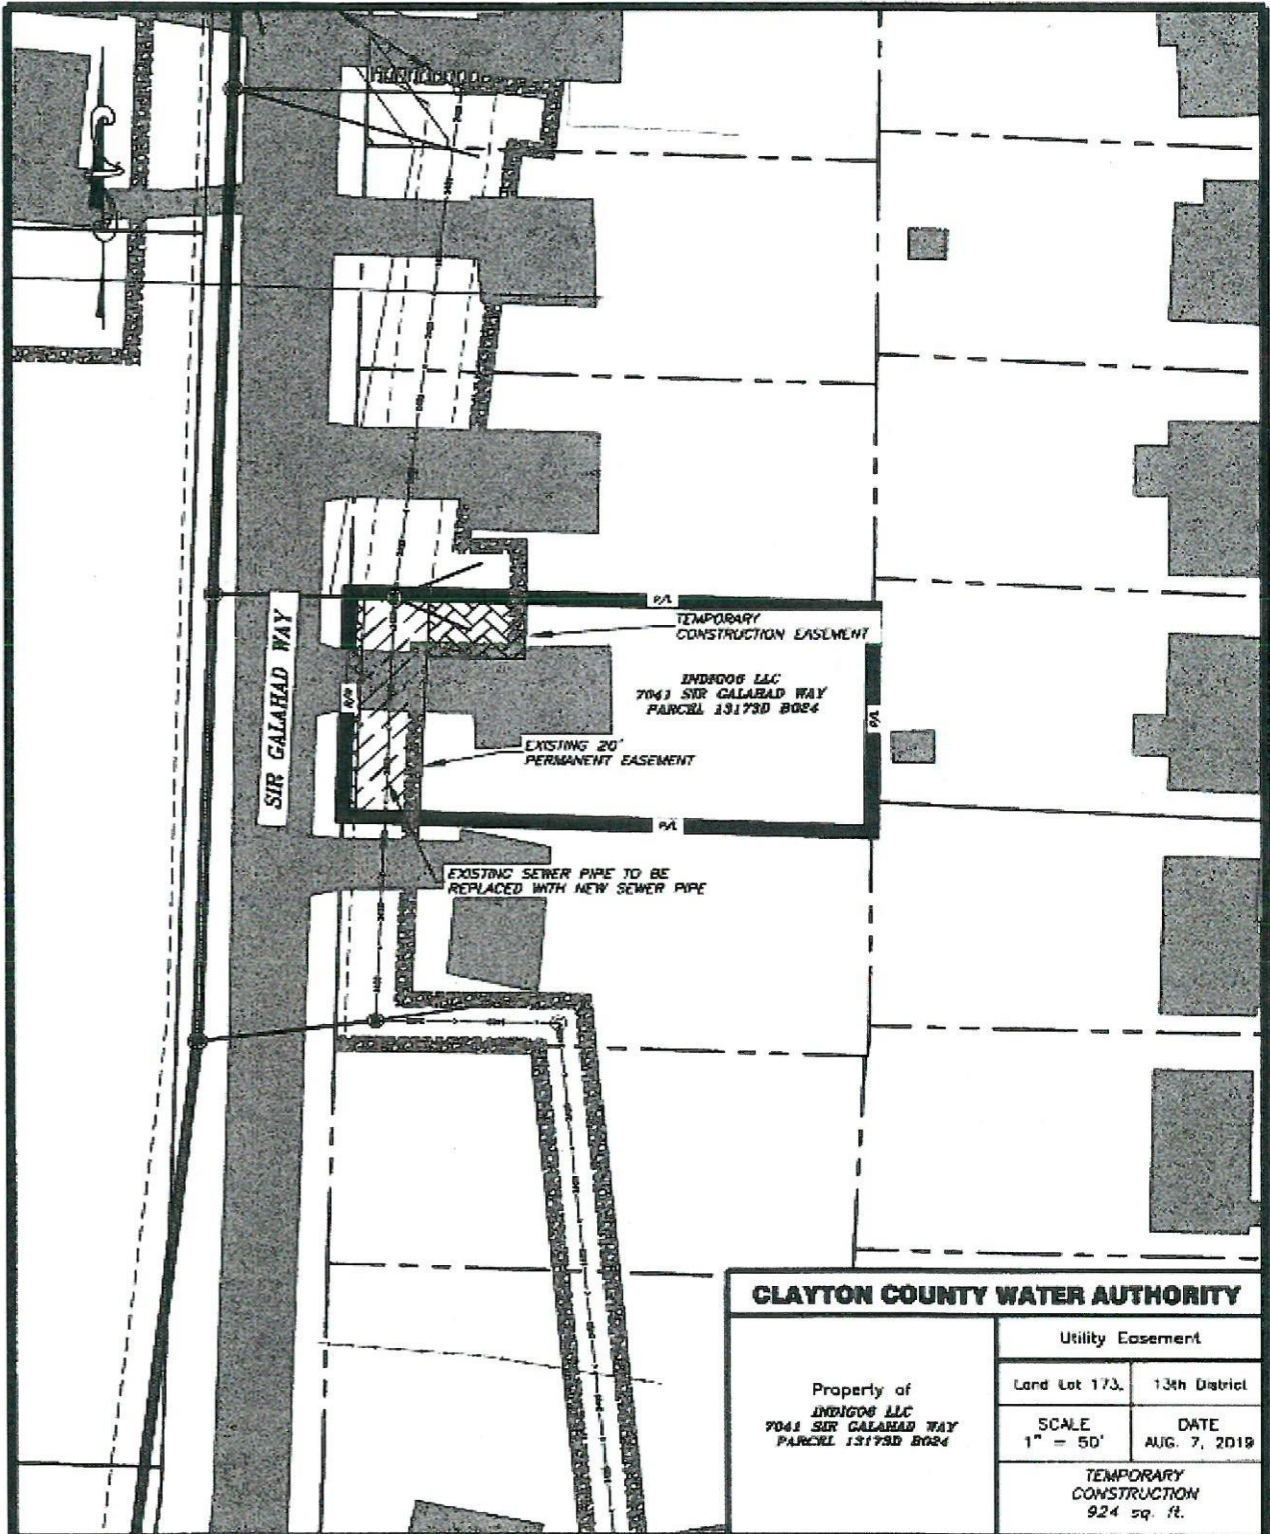 P/L
TEMPORARY
CONSTRUCTION EASEMENT
SIR GALAHAD WAY
INDIGO6 LLC
7041 SIR GALAHAD WAY
PARCEL 13173D B024
R/W
P/L
EXISTING 20'
PERMANENT EASEMENT
P/L
EXISTING SEWER PIPE TO BE
REPLACED WITH NEW SEWER PIPE
CLAYTON COUNTY WATER AUTHORITY
Utility Easement
Land Lot 173,
13th District
Property of
INDIGO6 LLC
7041 SIR GALAHAD WAY
PARCEL 13173D B024
SCALE
1" = 50'
DATE
AUG. 7, 2019
TEMPORARY
CONSTRUCTION
924 sq. ft.